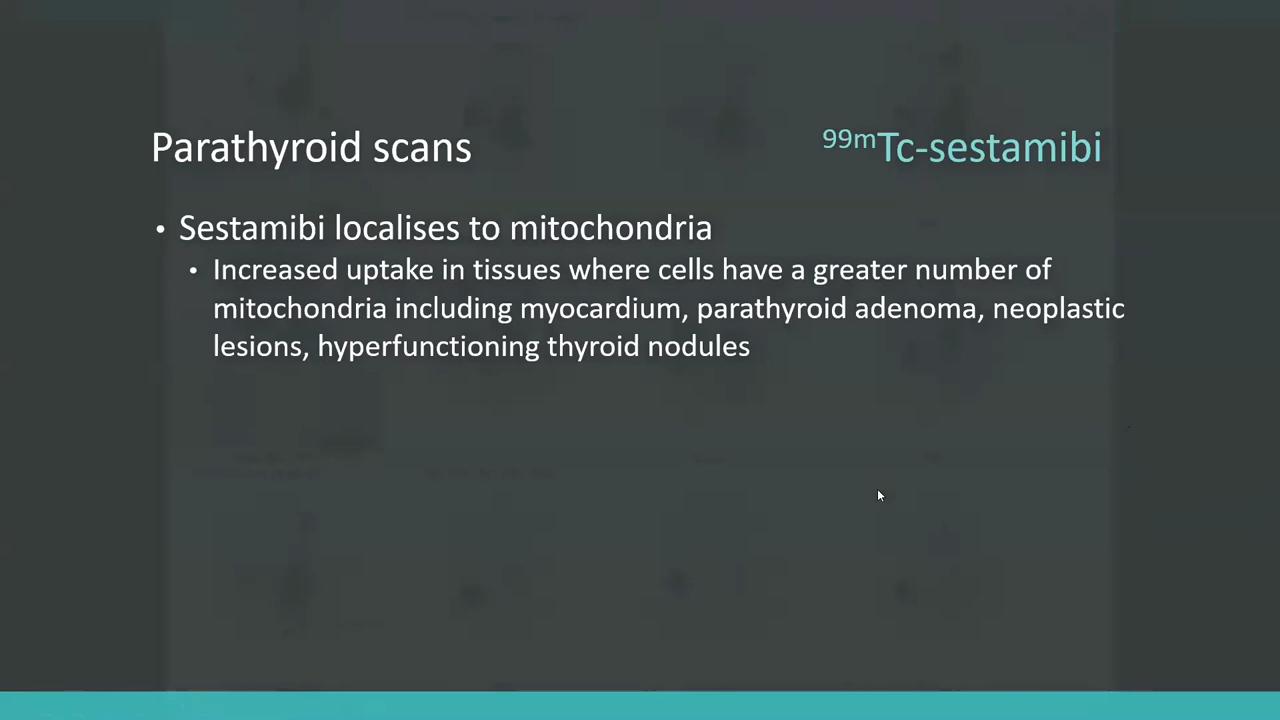 Parathyroid scans
⁹⁹ᵐTc-sestamibi
• Sestamibi localises to mitochondria
• Increased uptake in tissues where cells have a greater number of
mitochondria including myocardium, parathyroid adenoma, neoplastic
lesions, hyperfunctioning thyroid nodules